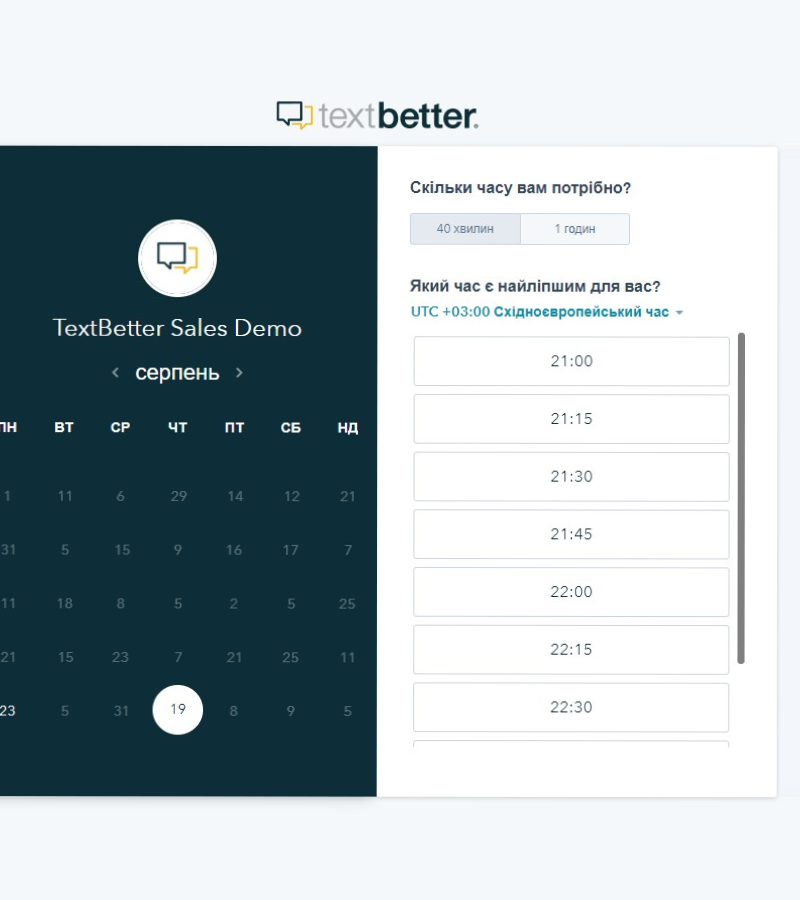 textbetter.
TextBetter Sales Demo
серпень
ПН ВТ СР ЧТ ПТ СБ НД
1 11 6 29 14 12 21
31 5 15 9 16 17 7
11 18 8 5 2 5 25
21 15 23 7 21 25 11
23 5 31 19 8 9 5
Скільки часу вам потрібно?
40 хвилин 1 годин
Який час є найліпшим для вас?
UTC +03:00 Східноєвропейський час
21:00
21:15
21:30
21:45
22:00
22:15
22:30